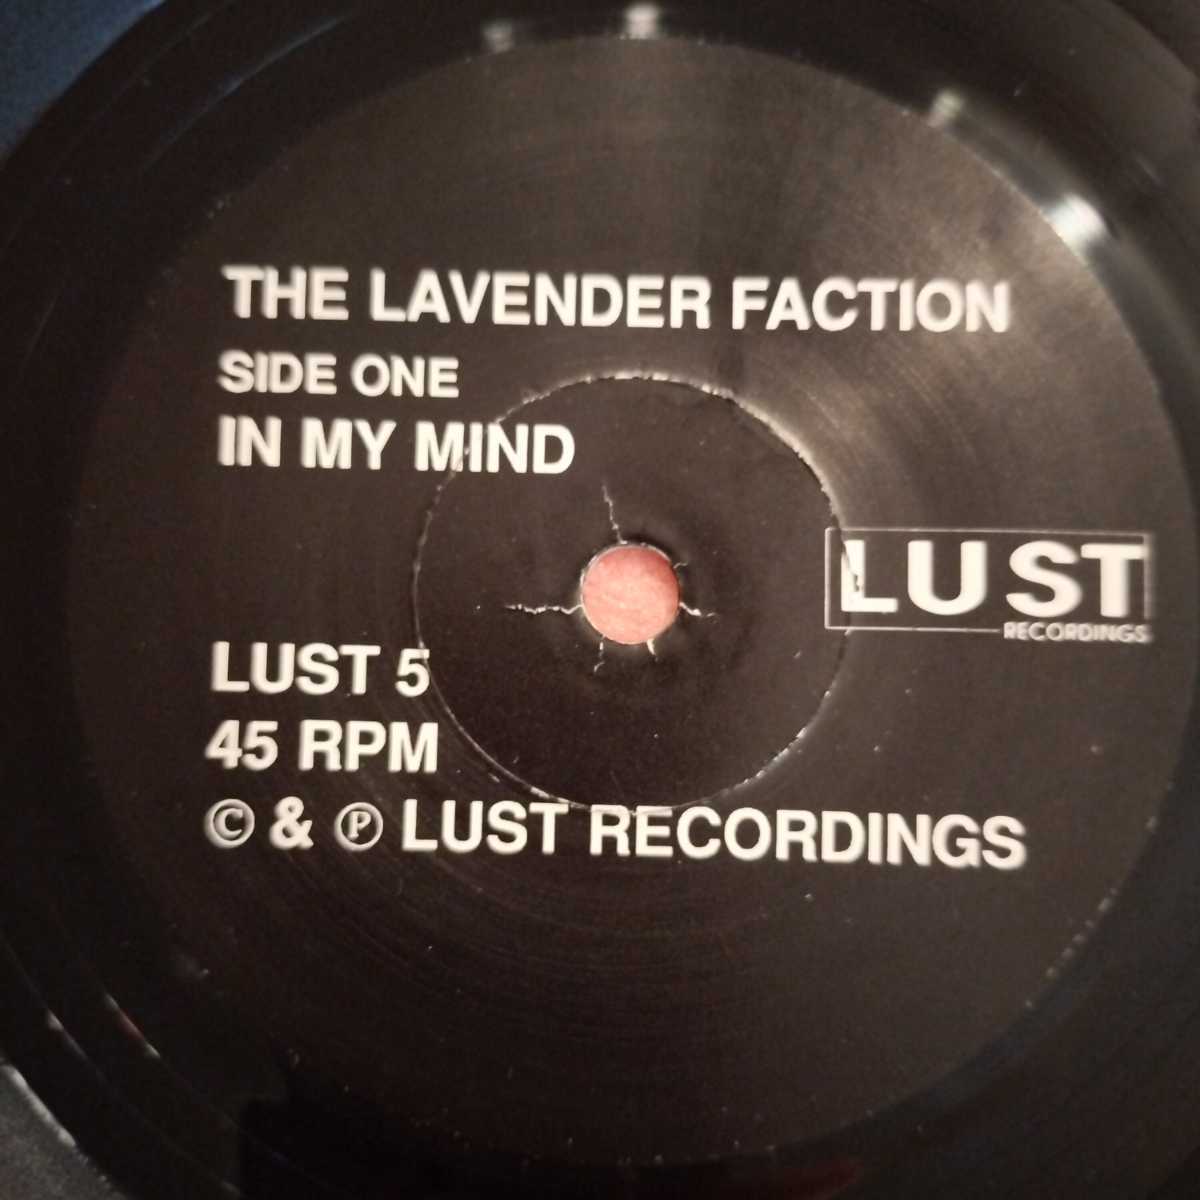 THE LAVENDER FACTION
SIDE ONE
IN MY MIND
LUST
RECORDINGS
LUST 5
45 RPM
© & ℗ LUST RECORDINGS